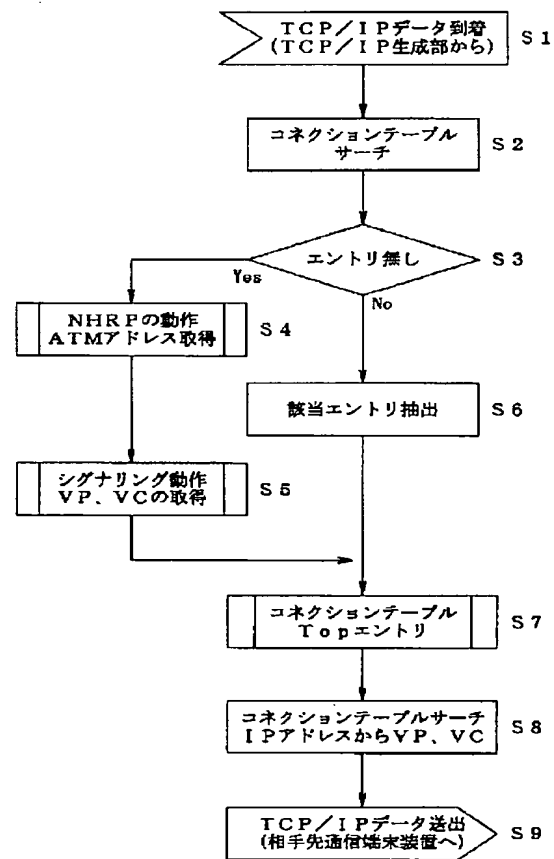 TCP／IPデータ到着
(TCP／IP生成部から)
S1
コネクションテーブル
サーチ
S2
エントリ無し
S3
Yes
No
NHRPの動作
ATMアドレス取得
S4
該当エントリ抽出
S6
シグナリング動作
VP、VCの取得
S5
コネクションテーブル
Topエントリ
S7
コネクションテーブルサーチ
IPアドレスからVP、VC
S8
TCP／IPデータ送出
(相手先通信端末装置へ)
S9